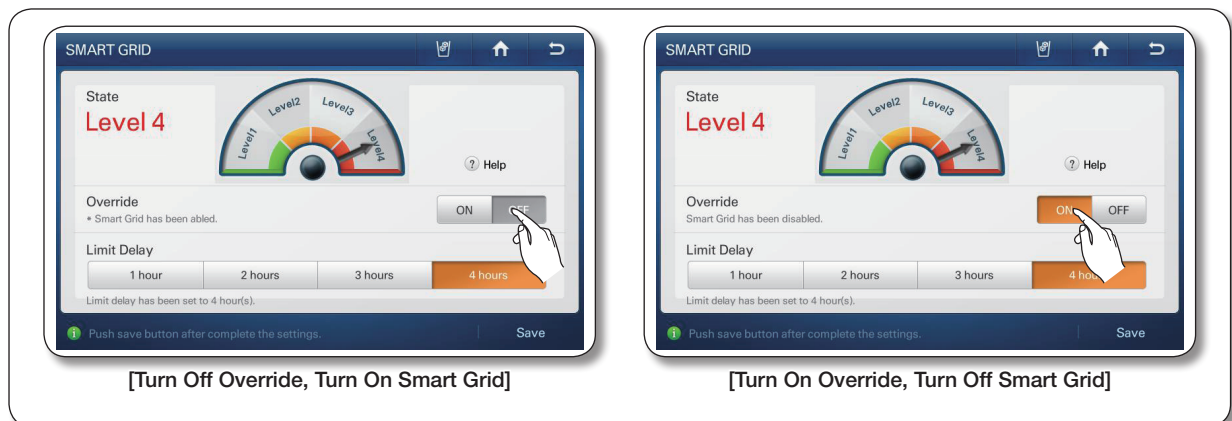 SMART GRID
State
Level 4
Level1
Level2
Level3
Level4
? Help
Override
* Smart Grid has been abled.
ON
Limit Delay
1 hour 2 hours 3 hours 4 hours
Limit delay has been set to 4 hour(s).
i Push save button after complete the settings. Save
[Turn Off Override, Turn On Smart Grid]
SMART GRID
State
Level 4
Level1
Level2
Level3
Level4
? Help
Override
Smart Grid has been disabled.
ON OFF
Limit Delay
1 hour 2 hours 3 hours 4
Limit delay has been set to 4 hour(s).
i Push save button after complete the settings. Save
[Turn On Override, Turn Off Smart Grid]